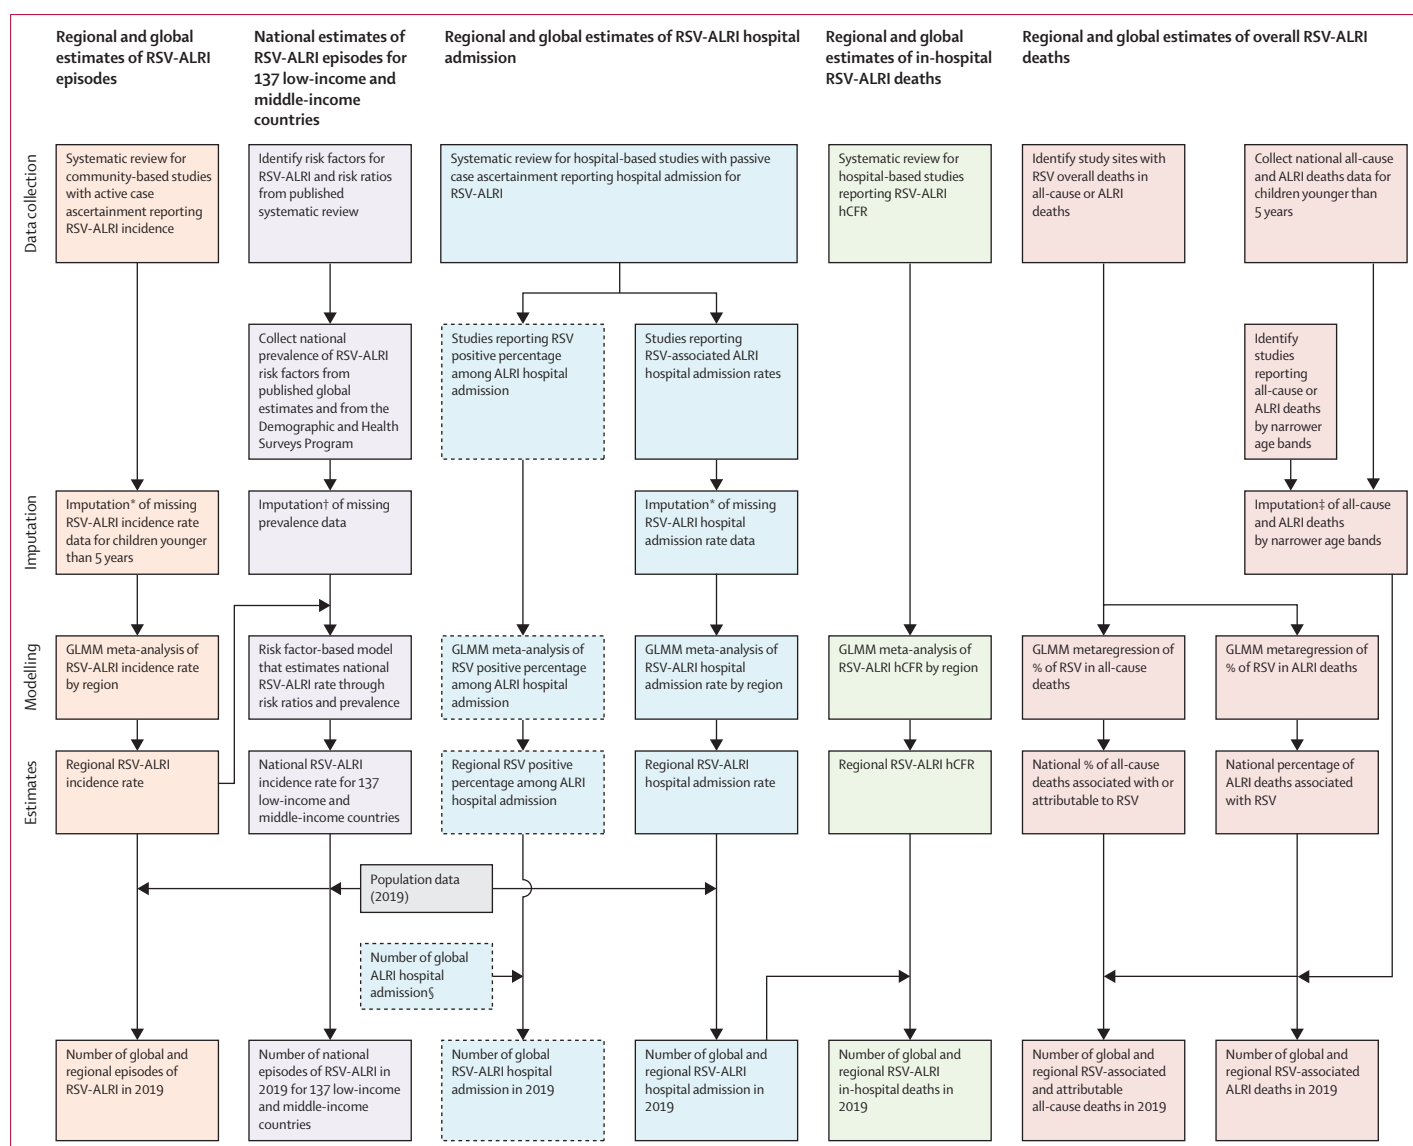 Regional and global
estimates of RSV-ALRI
episodes
National estimates of
RSV-ALRI episodes for
137 low-income and
middle-income
countries
Regional and global estimates of RSV-ALRI hospital
admission
Regional and global
estimates of in-hospital
RSV-ALRI deaths
Regional and global estimates of overall RSV-ALRI
deaths
Data collection
Systematic review for
community-based studies
with active case
ascertainment reporting
RSV-ALRI incidence
Identify risk factors for
RSV-ALRI and risk ratios
from published
systematic review
Systematic review for hospital-based studies with passive
case ascertainment reporting hospital admission for
RSV-ALRI
Systematic review for
hospital-based studies
reporting RSV-ALRI
hCFR
Identify study sites with
RSV overall deaths in
all-cause or ALRI
deaths
Collect national all-cause
and ALRI deaths data for
children younger than
5 years
Collect national
prevalence of RSV-ALRI
risk factors from
published global
estimates and from the
Demographic and Health
Surveys Program
Studies reporting RSV
positive percentage
among ALRI hospital
admission
Studies reporting
RSV-associated ALRI
hospital admission rates
Identify
studies
reporting
all-cause or
ALRI deaths
by narrower
age bands
Imputation
Imputation* of missing
RSV-ALRI incidence rate
data for children younger
than 5 years
Imputation† of missing
prevalence data
Imputation* of missing
RSV-ALRI hospital
admission rate data
Imputation‡ of all-cause
and ALRI deaths
by narrower age bands
Modelling
GLMM meta-analysis of
RSV-ALRI incidence rate
by region
Risk factor-based model
that estimates national
RSV-ALRI rate through
risk ratios and prevalence
GLMM meta-analysis of
RSV positive percentage
among ALRI hospital
admission
GLMM meta-analysis of
RSV-ALRI hospital
admission rate by region
GLMM meta-analysis of
RSV-ALRI hCFR by region
GLMM metaregression of
% of RSV in all-cause
deaths
GLMM metaregression of
% of RSV in ALRI deaths
Estimates
Regional RSV-ALRI
incidence rate
National RSV-ALRI
incidence rate for 137
low-income and
middle-income countries
Regional RSV positive
percentage among ALRI
hospital admission
Regional RSV-ALRI
hospital admission rate
Regional RSV-ALRI hCFR
National % of all-cause
deaths associated with or
attributable to RSV
National percentage of
ALRI deaths associated
with RSV
Population data
(2019)
Number of global
ALRI hospital
admission§
Number of global and
regional episodes of
RSV-ALRI in 2019
Number of national
episodes of RSV-ALRI in
2019 for 137 low-income
and middle-income
countries
Number of global
RSV-ALRI hospital
admission in 2019
Number of global and
regional RSV-ALRI
hospital admission in
2019
Number of global and
regional RSV-ALRI
in-hospital deaths in
2019
Number of global and
regional RSV-associated
and attributable
all-cause deaths in 2019
Number of global and
regional RSV-associated
ALRI deaths in 2019